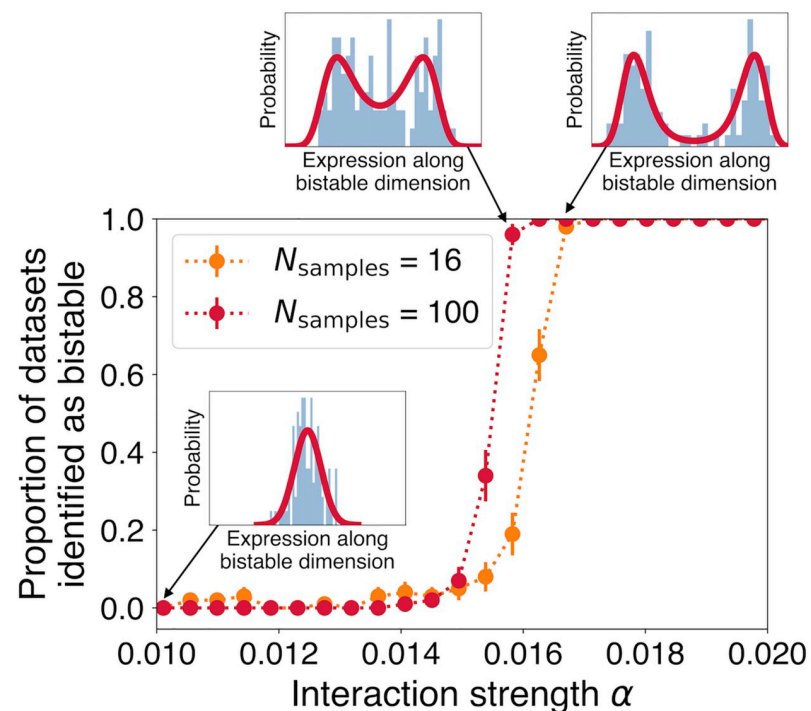 Probability
Expression along
bistable dimension
Probability
Expression along
bistable dimension
Proportion of datasets
identified as bistable
1.0
0.8
0.6
0.4
0.2
0.0
N_samples = 16
N_samples = 100
Probability
Expression along
bistable dimension
0.010 0.012 0.014 0.016 0.018 0.020
Interaction strength α